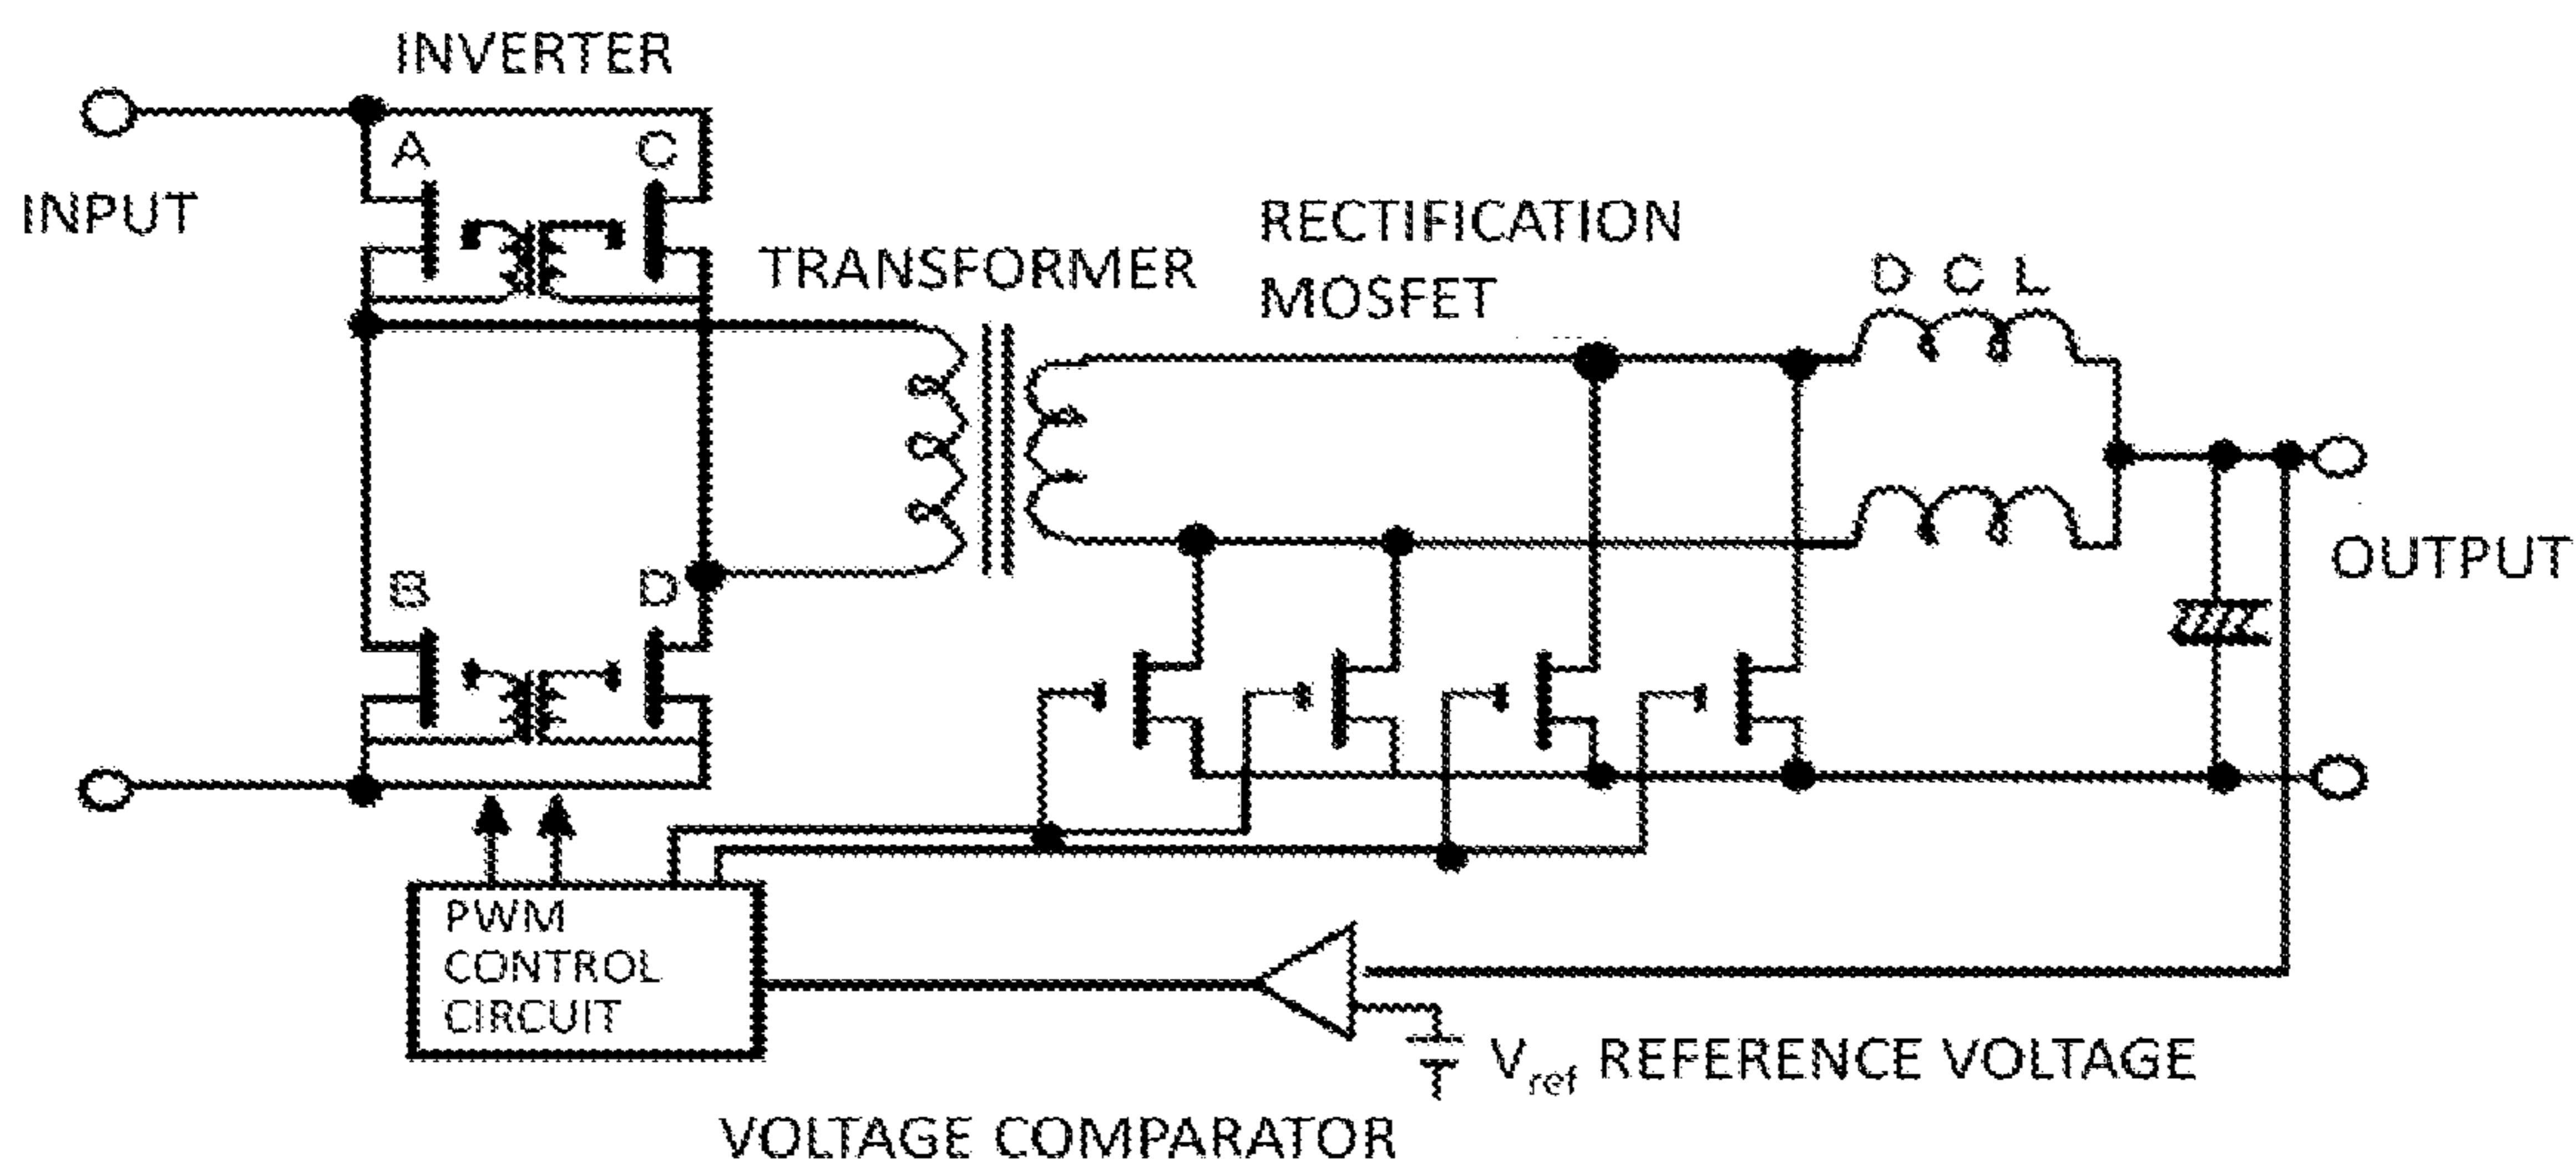 INVERTER
A
C
INPUT
TRANSFORMER
RECTIFICATION
MOSFET
D C L
B
D
OUTPUT
PWM
CONTROL
CIRCUIT
Vref REFERENCE VOLTAGE
VOLTAGE COMPARATOR